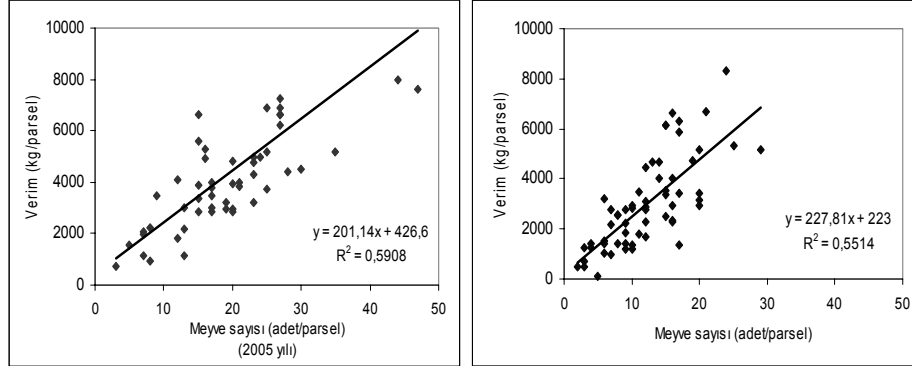 10000
8000
6000
4000
2000
0
Verim (kg/parsel)
y = 201,14x + 426,6
R² = 0,5908
0 10 20 30 40 50
Meyve sayısı (adet/parsel)
(2005 yılı)
10000
8000
6000
4000
2000
0
Verim (kg/parsel)
y = 227,81x + 223
R² = 0,5514
0 10 20 30 40 50
Meyve sayısı (adet/parsel)